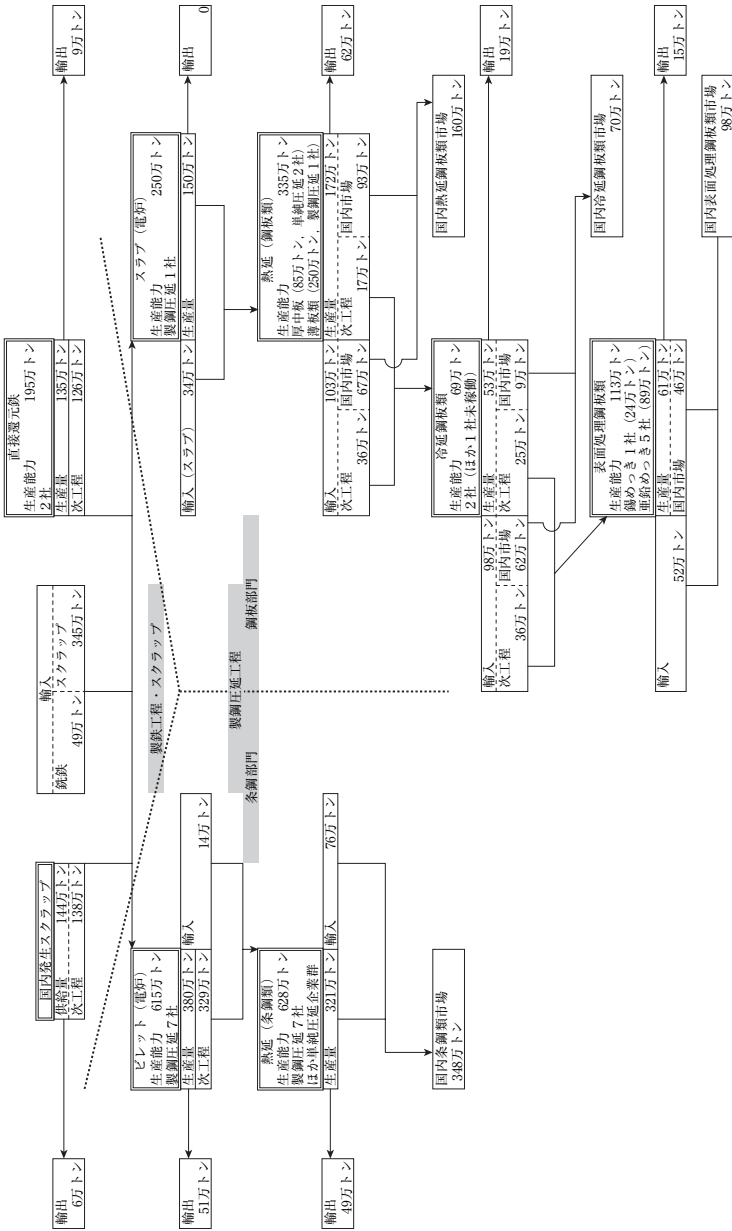 国内発生スクラップ
供給量 144万トン
次工程 138万トン
輸出
6万トン
輸入
銑鉄 49万トン
スクラップ 345万トン
直接還元鉄
生産能力 195万トン
2社
生産量 135万トン
次工程 126万トン
輸出
9万トン
製鉄工程・スクラップ
製鋼圧延工程
条鋼部門
鋼板部門
ビレット（電炉）
生産能力 615万トン
製鋼圧延7社
生産量 380万トン
次工程 329万トン
輸入 14万トン
輸出
51万トン
スラブ（電炉）
生産能力 250万トン
製鋼圧延1社
生産量 150万トン
輸入（スラブ） 34万トン
輸出
0
熱延（条鋼類）
生産能力 628万トン
製鋼圧延7社
ほか単純圧延企業群
生産量 321万トン
輸入 76万トン
輸出
49万トン
国内条鋼類市場
348万トン
熱延（鋼板類）
生産能力 335万トン
厚中板（85万トン，単純圧延2社）
薄板類（250万トン，製鋼圧延1社）
生産量 172万トン
次工程 17万トン
国内市場 93万トン
輸入 103万トン
次工程 36万トン
国内市場 67万トン
輸出
62万トン
国内熱延鋼板類市場
160万トン
冷延鋼板類
生産能力 69万トン
2社（ほか1社未稼働）
生産量 53万トン
次工程 25万トン
国内市場 9万トン
輸入 98万トン
次工程 36万トン
国内市場 62万トン
輸出
19万トン
国内冷延鋼板類市場
70万トン
表面処理鋼板類
生産能力 113万トン
錫めっき1社（24万トン）
亜鉛めっき5社（89万トン）
生産量 61万トン
国内市場 46万トン
輸入 52万トン
輸出
15万トン
国内表面処理鋼板類市場
98万トン